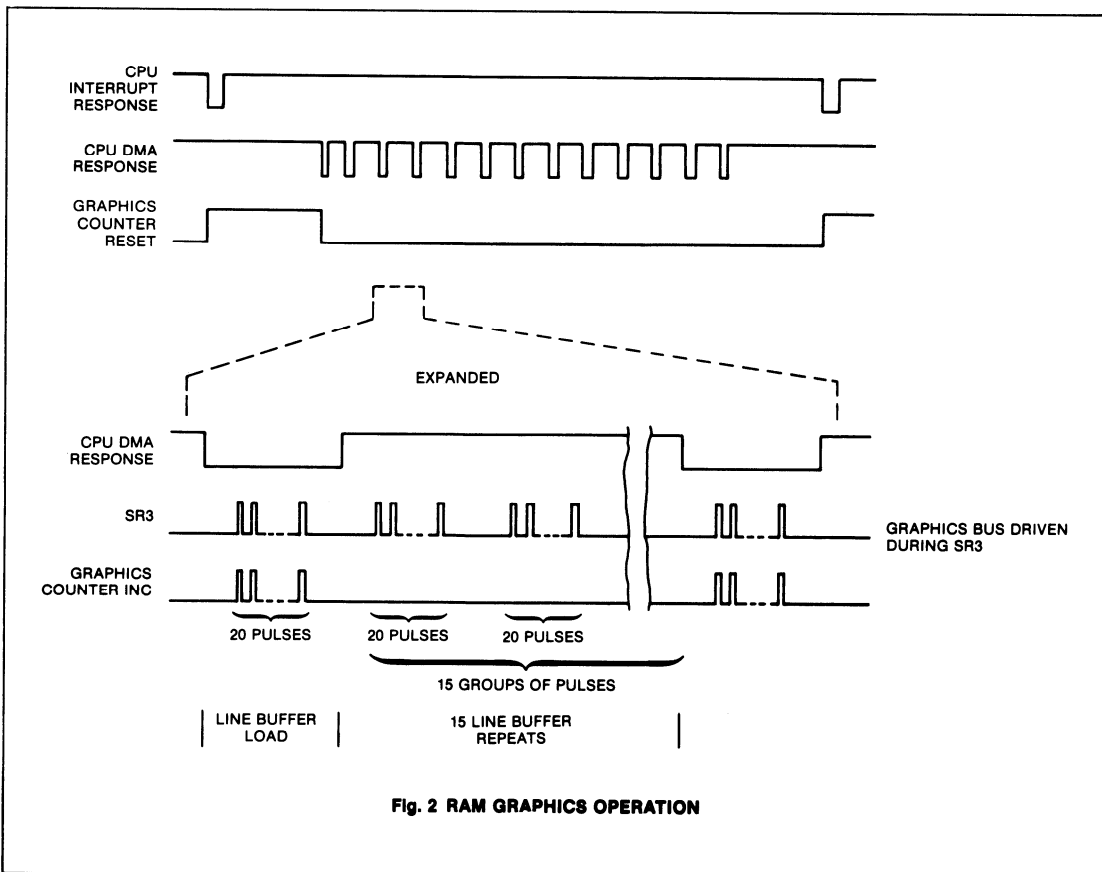 CPU
INTERRUPT
RESPONSE
CPU DMA
RESPONSE
GRAPHICS
COUNTER
RESET
EXPANDED
CPU DMA
RESPONSE
SR3
GRAPHICS BUS DRIVEN
DURING SR3
GRAPHICS
COUNTER INC
20 PULSES
20 PULSES
20 PULSES
15 GROUPS OF PULSES
LINE BUFFER
LOAD
15 LINE BUFFER
REPEATS
Fig. 2 RAM GRAPHICS OPERATION